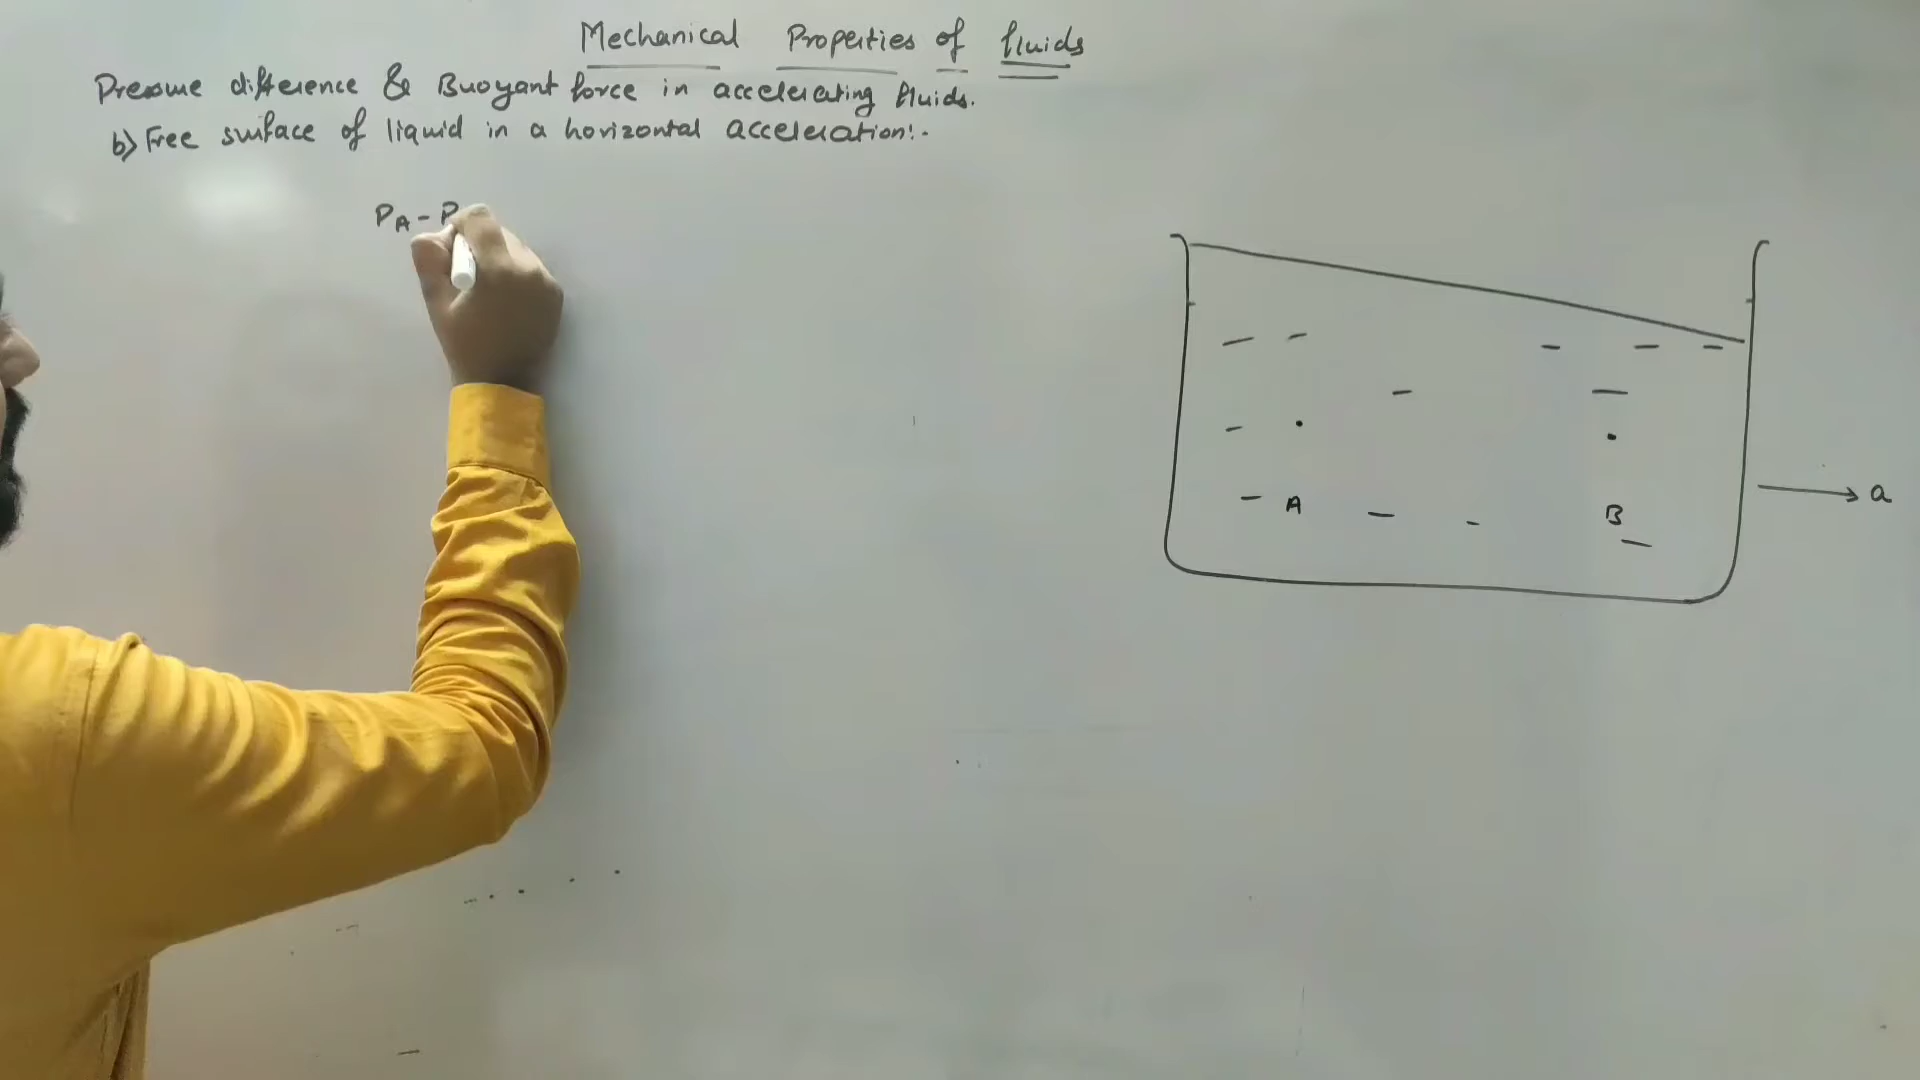 Mechanical Properties of fluids
Pressure difference & Buoyant force in accelerating fluids.
b) Free surface of liquid in a horizontal acceleration:-
PA - P
A
B
a